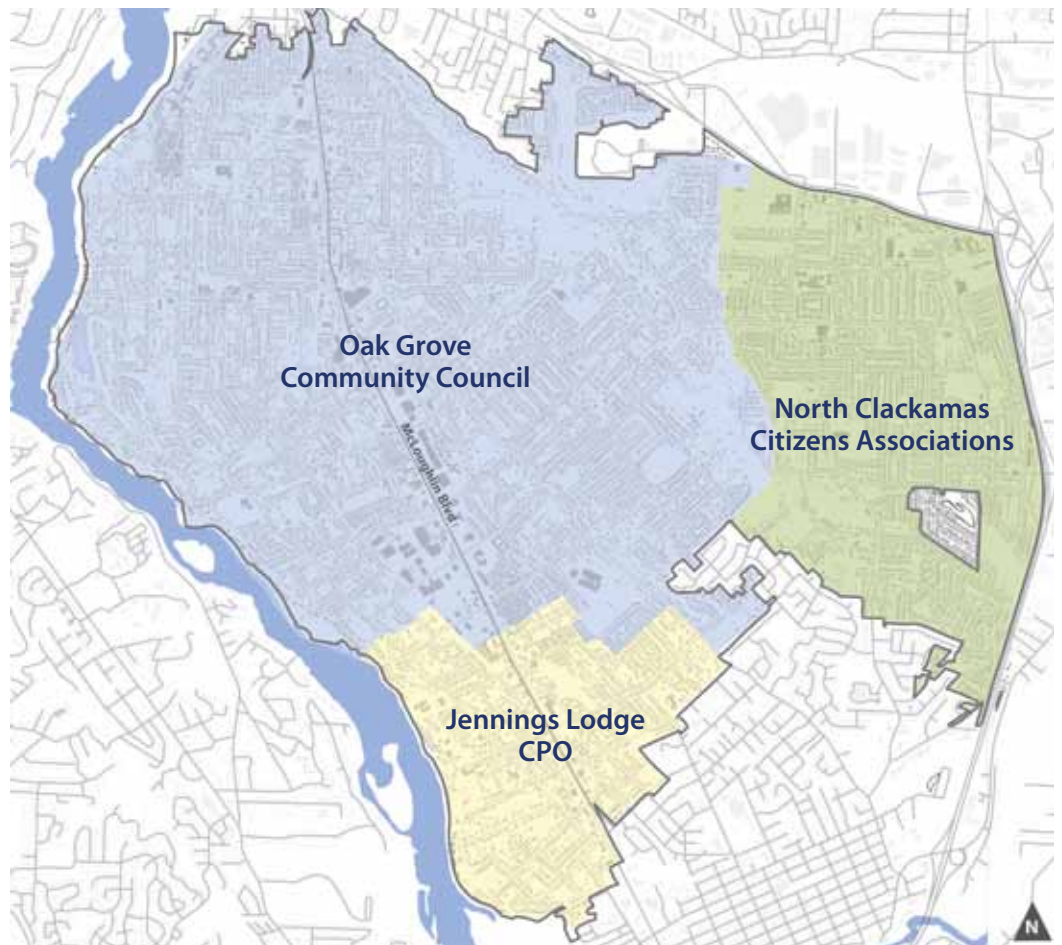 Oak Grove
Community Council
North Clackamas
Citizens Associations
McLoughlin Blvd
Jennings Lodge
CPO
N